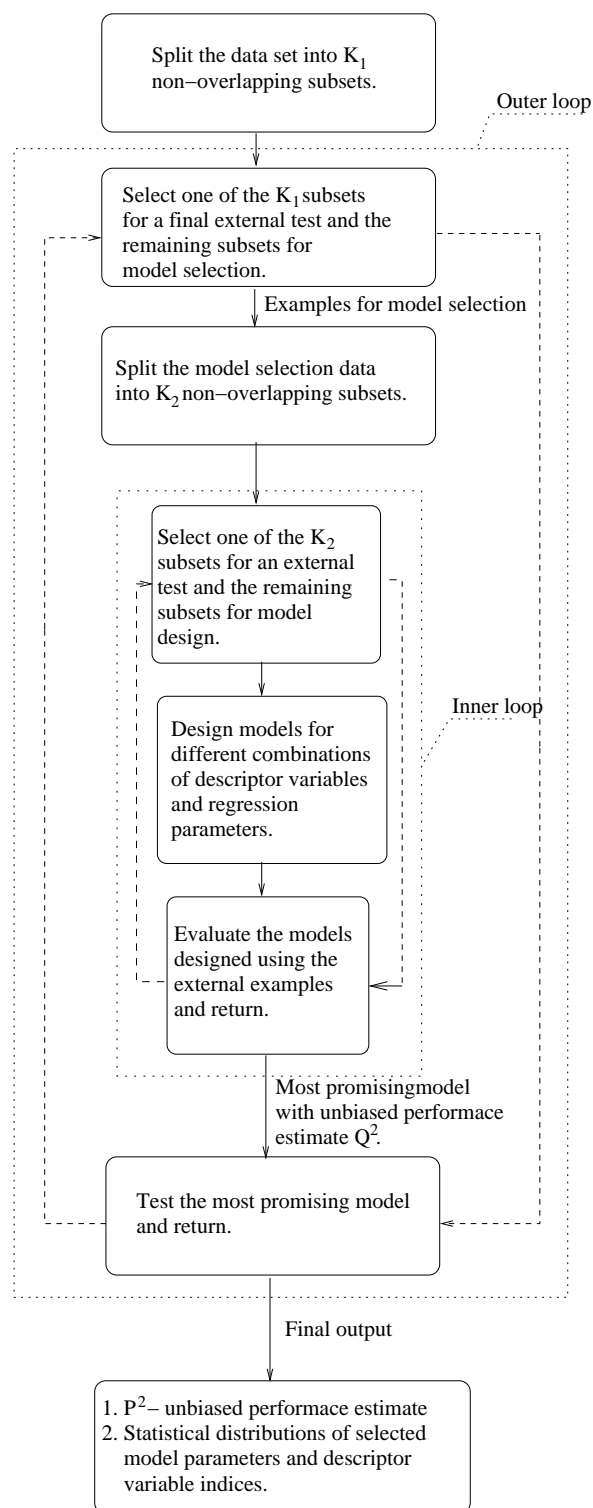 Split the data set into K1
non−overlapping subsets.
Outer loop
Select one of the K1 subsets
for a final external test and the
remaining subsets for
model selection.
Examples for model selection
Split the model selection data
into K2 non−overlapping subsets.
Select one of the K2
subsets for an external
test and the remaining
subsets for model
design.
Inner loop
Design models for
different combinations
of descriptor variables
and regression
parameters.
Evaluate the models
designed using the
external examples
and return.
Most promisingmodel
with unbiased performace
estimate Q².
Test the most promising model
and return.
Final output
1. P²− unbiased performace estimate
2. Statistical distributions of selected
model parameters and descriptor
variable indices.